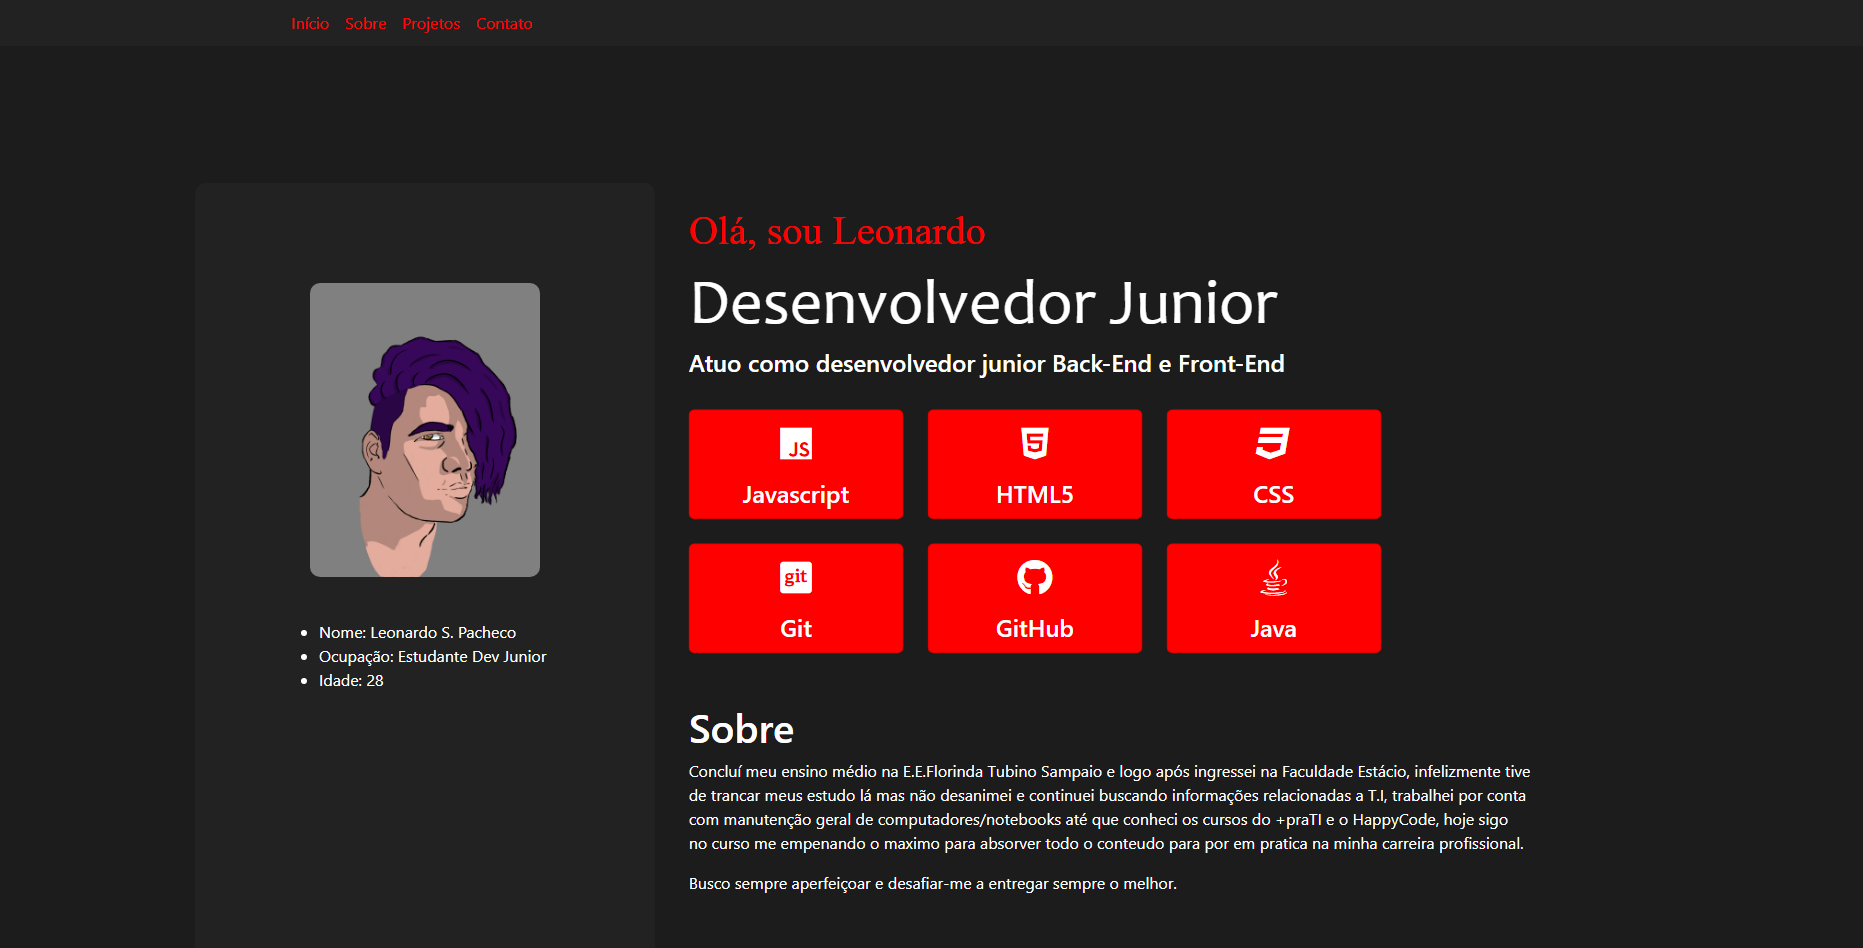 Início Sobre Projetos Contato
Nome: Leonardo S. Pacheco
Ocupação: Estudante Dev Junior
Idade: 28
Olá, sou Leonardo
Desenvolvedor Junior
Atuo como desenvolvedor junior Back-End e Front-End
JS
Javascript
5
HTML5
CSS
git
Git
GitHub
Java
Sobre
Concluí meu ensino médio na E.E.Florinda Tubino Sampaio e logo após ingressei na Faculdade Estácio, infelizmente tive
de trancar meus estudo lá mas não desanimei e continuei buscando informações relacionadas a T.I, trabalhei por conta
com manutenção geral de computadores/notebooks até que conheci os cursos do +praTI e o HappyCode, hoje sigo
no curso me empenando o maximo para absorver todo o conteudo para por em pratica na minha carreira profissional.
Busco sempre aperfeiçoar e desafiar-me a entregar sempre o melhor.